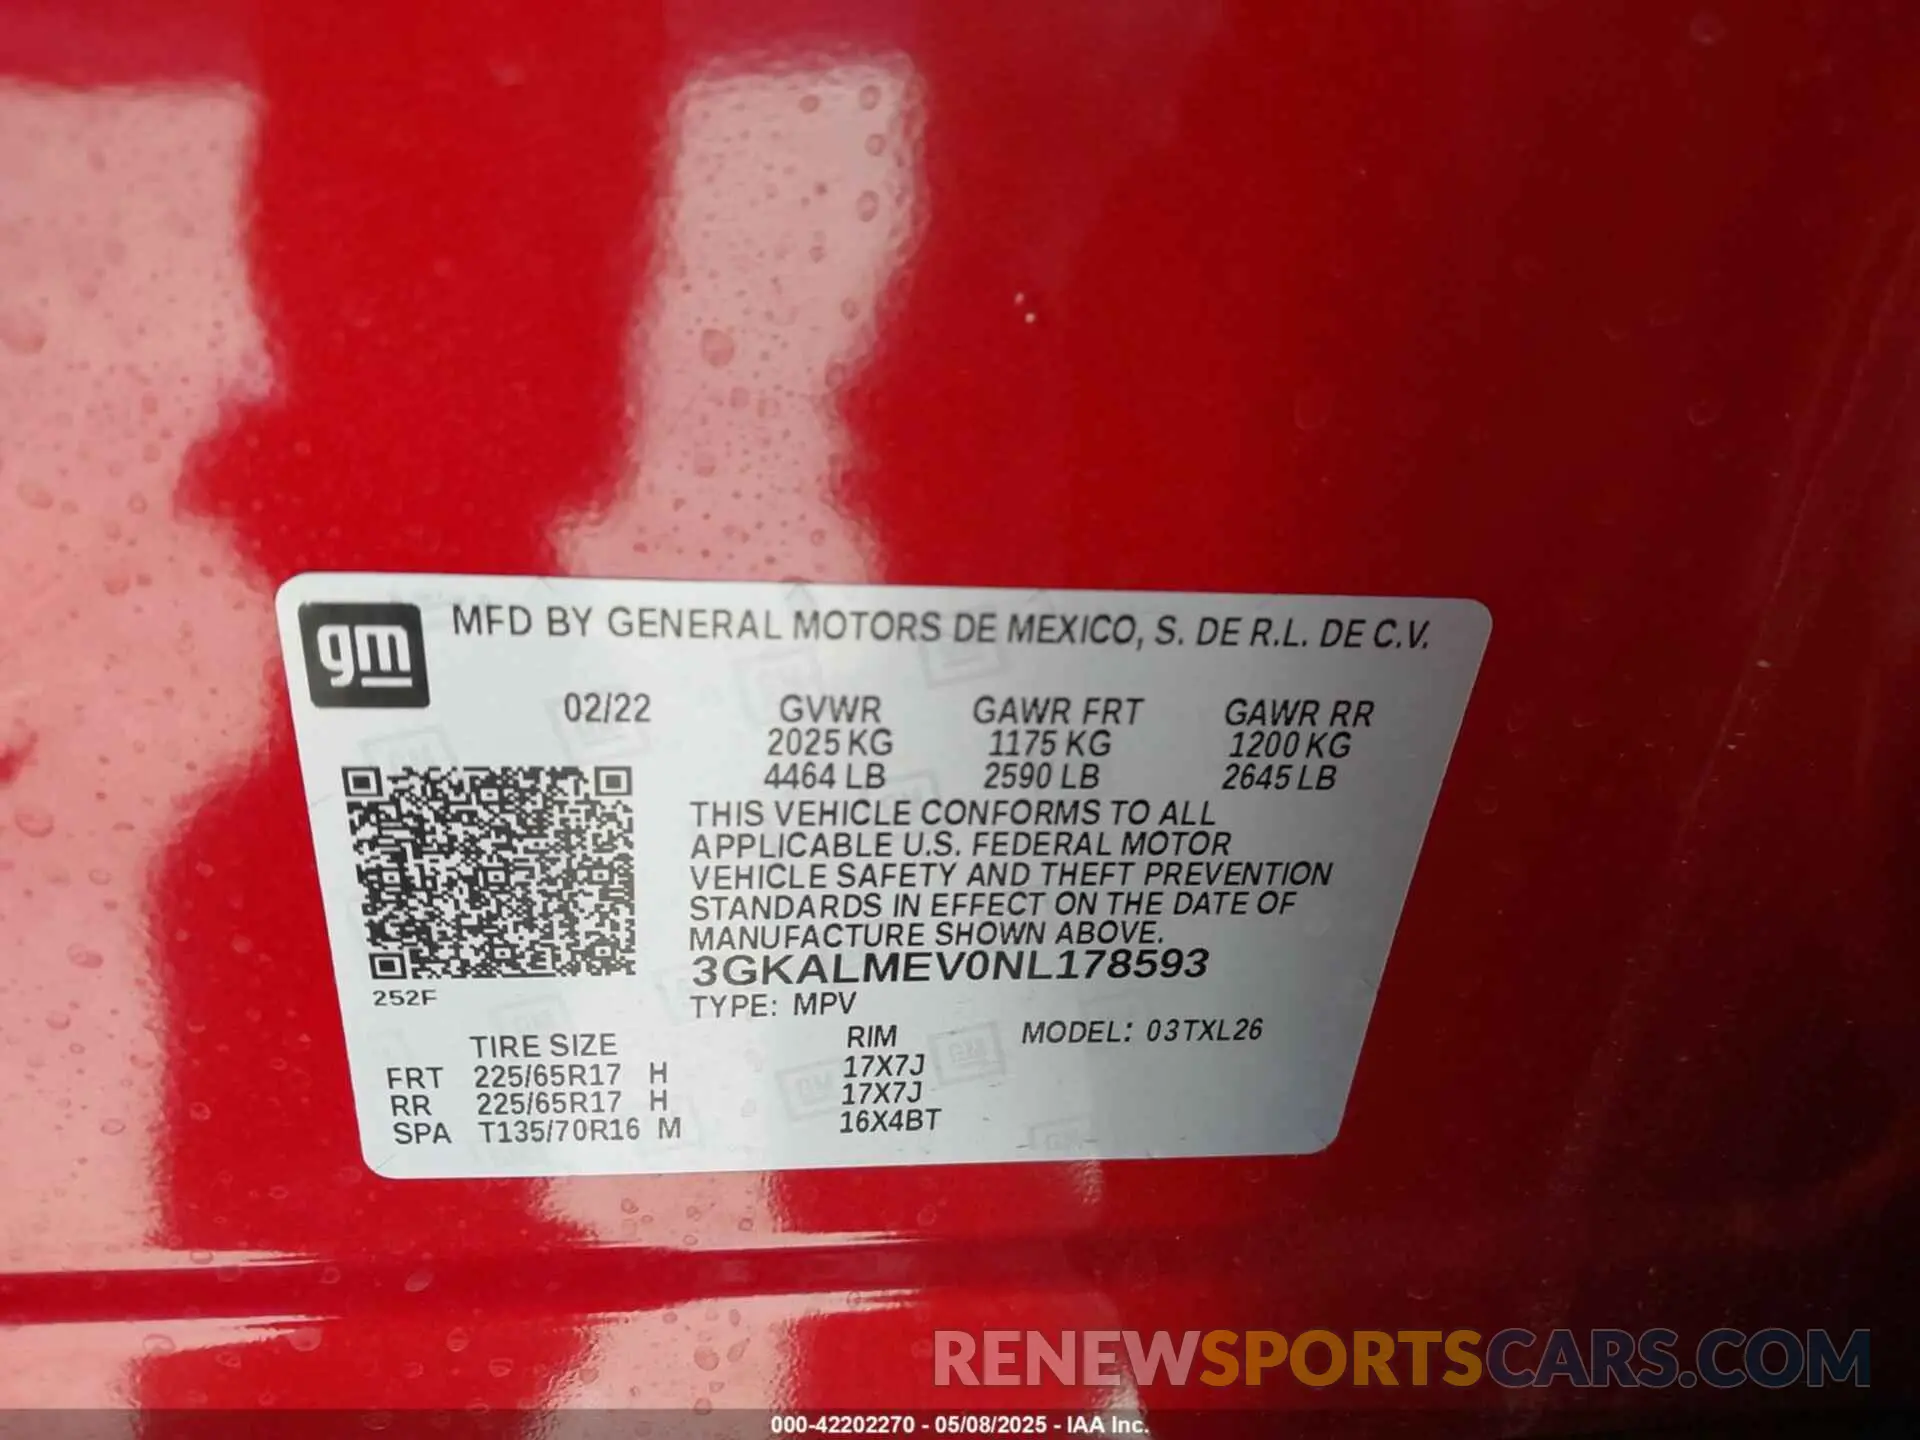 gm
MFD BY GENERAL MOTORS DE MEXICO, S. DE R.L. DE C.V.
02/22 GVWR GAWR FRT GAWR RR
2025 KG 1175 KG 1200 KG
4464 LB 2590 LB 2645 LB
THIS VEHICLE CONFORMS TO ALL
APPLICABLE U.S. FEDERAL MOTOR
VEHICLE SAFETY AND THEFT PREVENTION
STANDARDS IN EFFECT ON THE DATE OF
MANUFACTURE SHOWN ABOVE.
3GKALMEV0NL178593
252F
TYPE: MPV
TIRE SIZE RIM MODEL: 03TXL26
FRT 225/65R17 H 17X7J
RR 225/65R17 H 17X7J
SPA T135/70R16 M 16X4BT
RENEWSPORTSCARS.COM
000-42202270 - 05/08/2025 - IAA Inc.